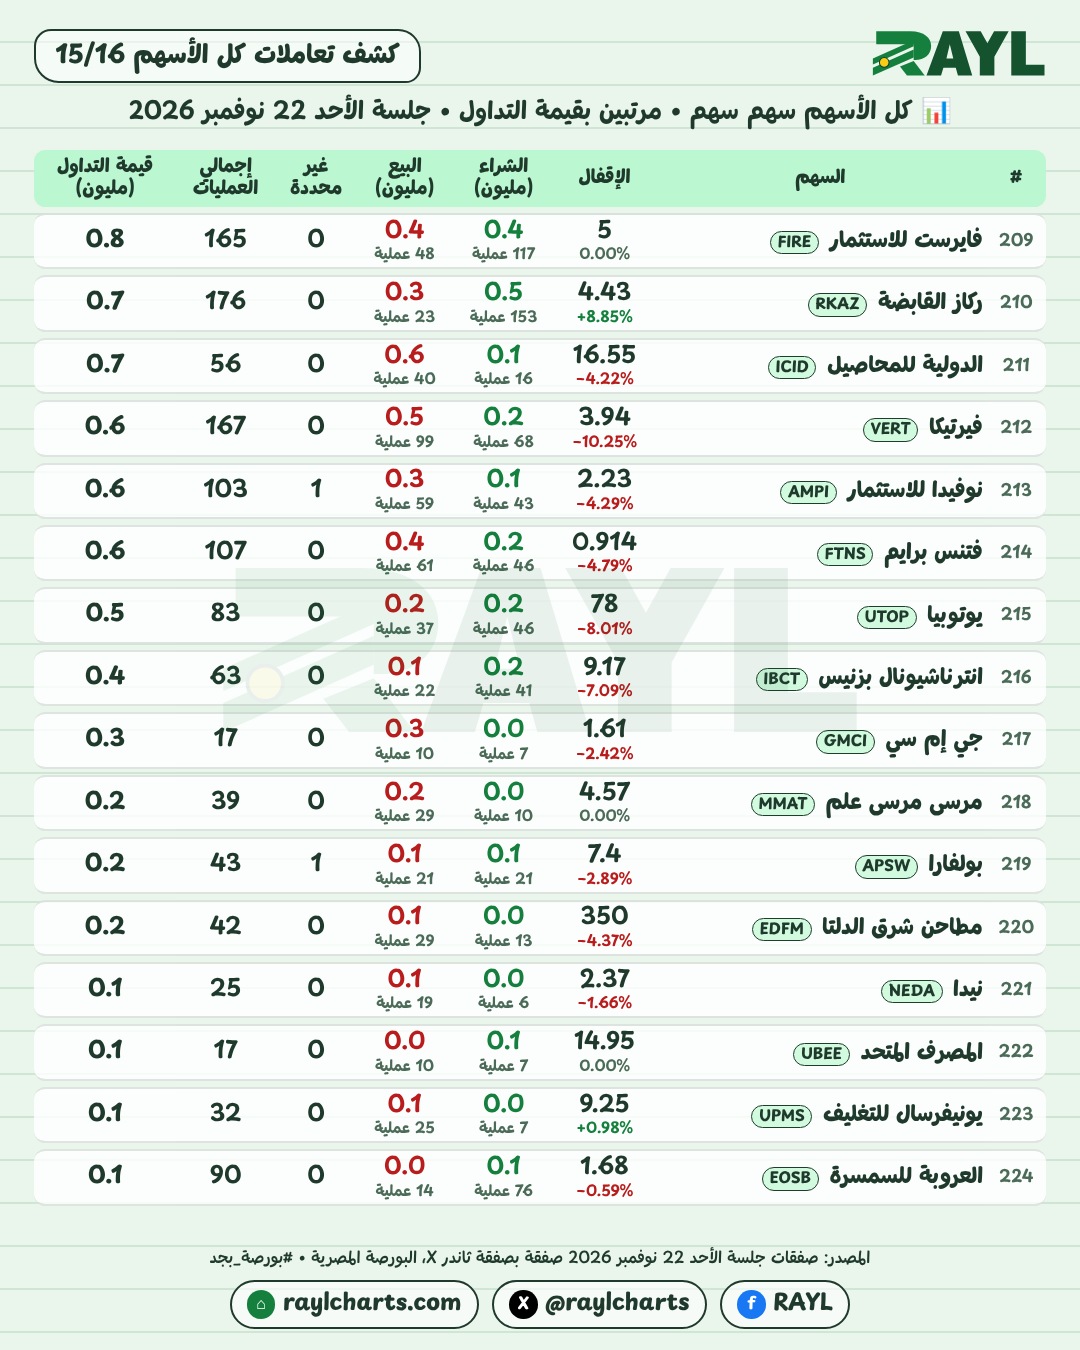 RAYL
كشف تعاملات كل الأسهم 15/16
📊 كل الأسهم سهم سهم • مرتبين بقيمة التداول • جلسة الأحد 22 نوفمبر 2026
# السهم الإقفال الشراء (مليون) البيع (مليون) غير محددة إجمالي العمليات قيمة التداول (مليون)
209 فايرست للاستثمار FIRE 5 0.4 0.4 0 165 0.8
0.00% 117 عملية 48 عملية
210 ركاز القابضة RKAZ 4.43 0.5 0.3 0 176 0.7
+8.85% 153 عملية 23 عملية
211 الدولية للمحاصيل ICID 16.55 0.1 0.6 0 56 0.7
-4.22% 16 عملية 40 عملية
212 فيرتيكا VERT 3.94 0.2 0.5 0 167 0.6
-10.25% 68 عملية 99 عملية
213 نوفيدا للاستثمار AMPI 2.23 0.1 0.3 1 103 0.6
-4.29% 43 عملية 59 عملية
214 فتنس برايم FTNS 0.914 0.2 0.4 0 107 0.6
-4.79% 46 عملية 61 عملية
215 يوتوبيا UTOP 78 0.2 0.2 0 83 0.5
-8.01% 46 عملية 37 عملية
216 انترناشيونال بزنيس IBCT 9.17 0.2 0.1 0 63 0.4
-7.09% 41 عملية 22 عملية
217 جي إم سي GMCI 1.61 0.0 0.3 0 17 0.3
-2.42% 7 عملية 10 عملية
218 مرسى مرسى علم MMAT 4.57 0.0 0.2 0 39 0.2
0.00% 10 عملية 29 عملية
219 بولفارا APSW 7.4 0.1 0.1 1 43 0.2
-2.89% 21 عملية 21 عملية
220 مطاحن شرق الدلتا EDFM 350 0.0 0.1 0 42 0.2
-4.37% 13 عملية 29 عملية
221 نيدا NEDA 2.37 0.0 0.1 0 25 0.1
-1.66% 6 عملية 19 عملية
222 المصرف المتحد UBEE 14.95 0.1 0.0 0 17 0.1
0.00% 7 عملية 10 عملية
223 يونيفرسال للتغليف UPMS 9.25 0.0 0.1 0 32 0.1
+0.98% 7 عملية 25 عملية
224 العروبة للسمسرة EOSB 1.68 0.1 0.0 0 90 0.1
-0.59% 76 عملية 14 عملية
RAYL
المصدر: صفقات جلسة الأحد 22 نوفمبر 2026 صفقة بصفقة ثاندر X، البورصة المصرية • #بورصة_بجد
raylcharts.com X @raylcharts f RAYL